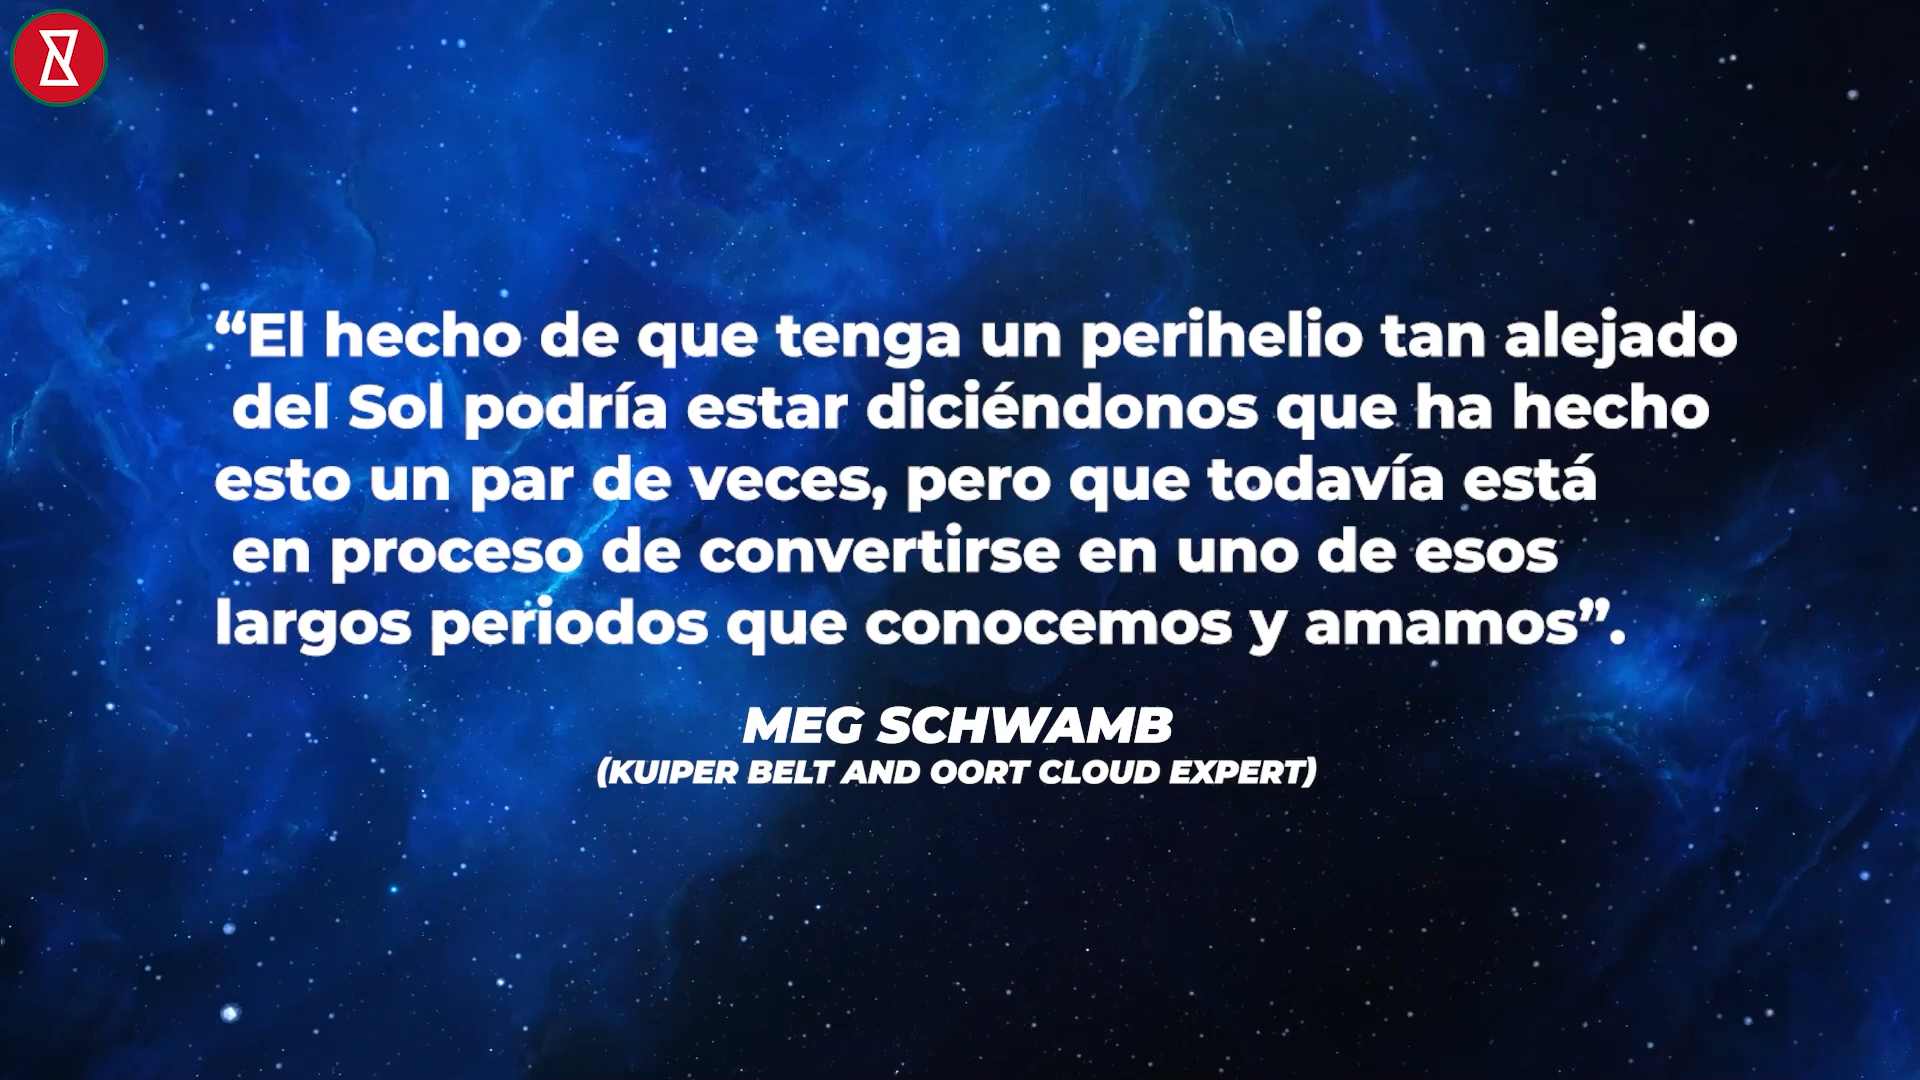 “El hecho de que tenga un perihelio tan alejado
del Sol podría estar diciéndonos que ha hecho
esto un par de veces, pero que todavía está
en proceso de convertirse en uno de esos
largos periodos que conocemos y amamos”.
MEG SCHWAMB
(KUIPER BELT AND OORT CLOUD EXPERT)